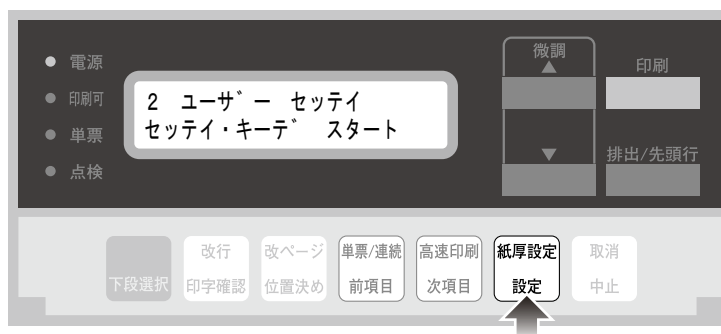 電源
印刷可
単票
点検
2 ユーザー セッテイ
セッテイ・キーデ スタート
微調
▲
▼
印刷
排出/先頭行
下段選択
改行
印字確認
改ページ
位置決め
単票/連続
前項目
高速印刷
次項目
紙厚設定
設定
取消
中止